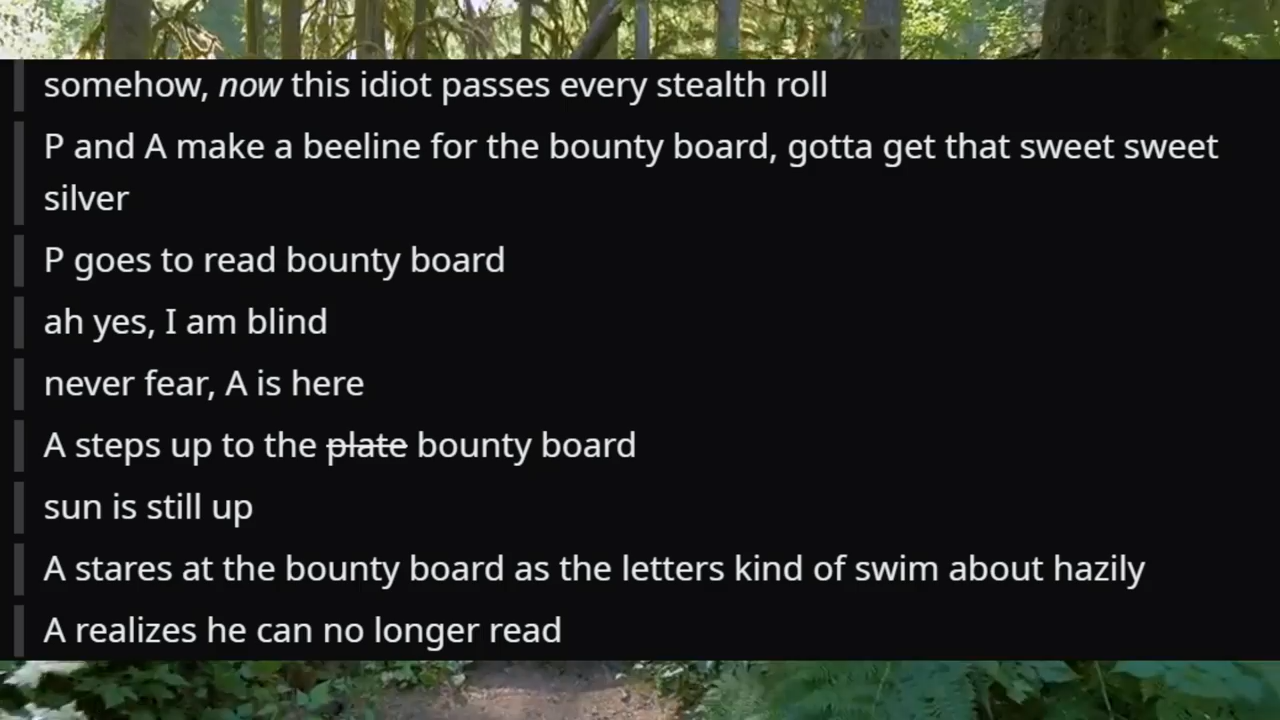 somehow, now this idiot passes every stealth roll
P and A make a beeline for the bounty board, gotta get that sweet sweet
silver
P goes to read bounty board
ah yes, I am blind
never fear, A is here
A steps up to the plate bounty board
sun is still up
A stares at the bounty board as the letters kind of swim about hazily
A realizes he can no longer read